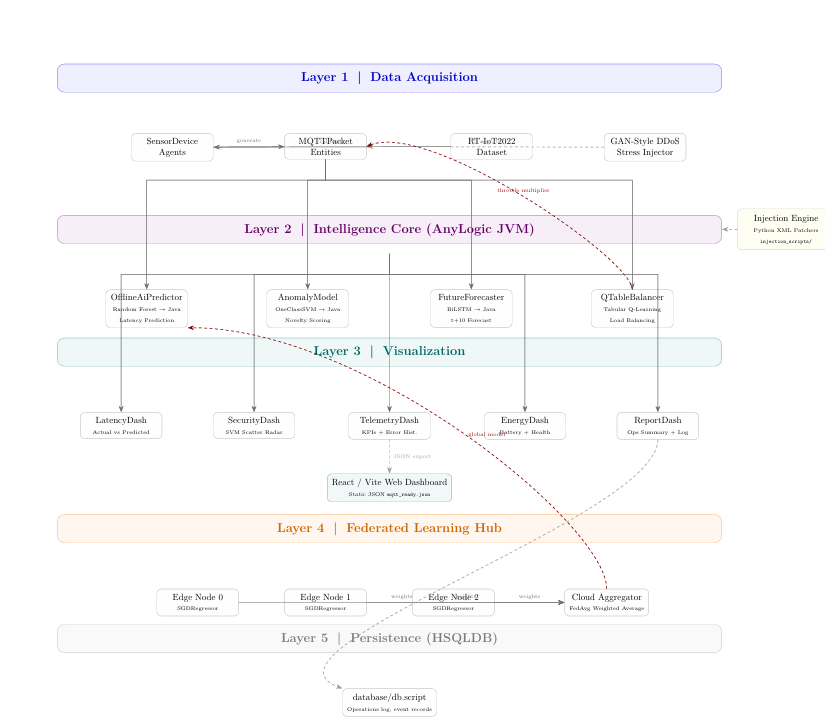 Layer 1 | Data Acquisition
SensorDevice
Agents
generate
MQTTPacket
Entities
RT-IoT2022
Dataset
GAN-Style DDoS
Stress Injector
throttle multiplier
Layer 2 | Intelligence Core (AnyLogic JVM)
Injection Engine
Python XML Patchers
injection_scripts/
OfflineAiPredictor
Random Forest → Java
Latency Prediction
AnomalyModel
OneClassSVM → Java
Novelty Scoring
FutureForecaster
BiLSTM → Java
t+10 Forecast
QTableBalancer
Tabular Q-Learning
Load Balancing
Layer 3 | Visualization
LatencyDash
Actual vs Predicted
SecurityDash
SVM Scatter Radar
TelemetryDash
KPIs + Error Hist.
EnergyDash
Battery + Health
ReportDash
Ops Summary + Log
global model
JSON export
React / Vite Web Dashboard
Static JSON mqtt_ready.json
Layer 4 | Federated Learning Hub
Edge Node 0
SGDRegressor
Edge Node 1
SGDRegressor
weights
Edge Node 2
SGDRegressor
weights
Cloud Aggregator
FedAvg Weighted Average
Layer 5 | Persistence (HSQLDB)
database/db.script
Operations log, event records